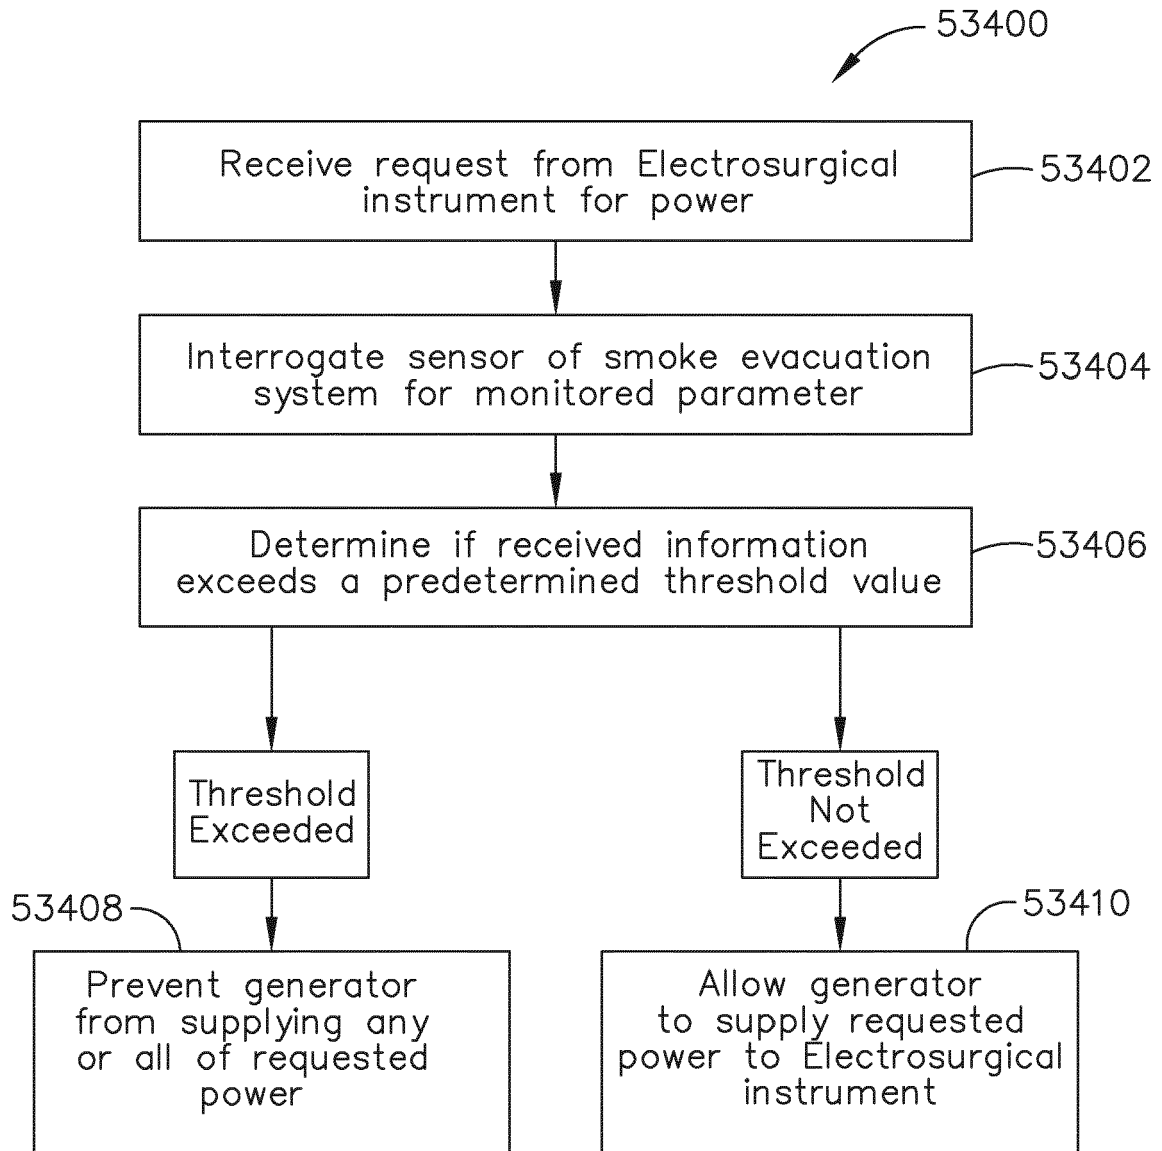 53400
Receive request from Electrosurgical
instrument for power
53402
Interrogate sensor of smoke evacuation
system for monitored parameter
53404
Determine if received information
exceeds a predetermined threshold value
53406
Threshold
Exceeded
Threshold
Not
Exceeded
53408
Prevent generator
from supplying any
or all of requested
power
53410
Allow generator
to supply requested
power to Electrosurgical
instrument